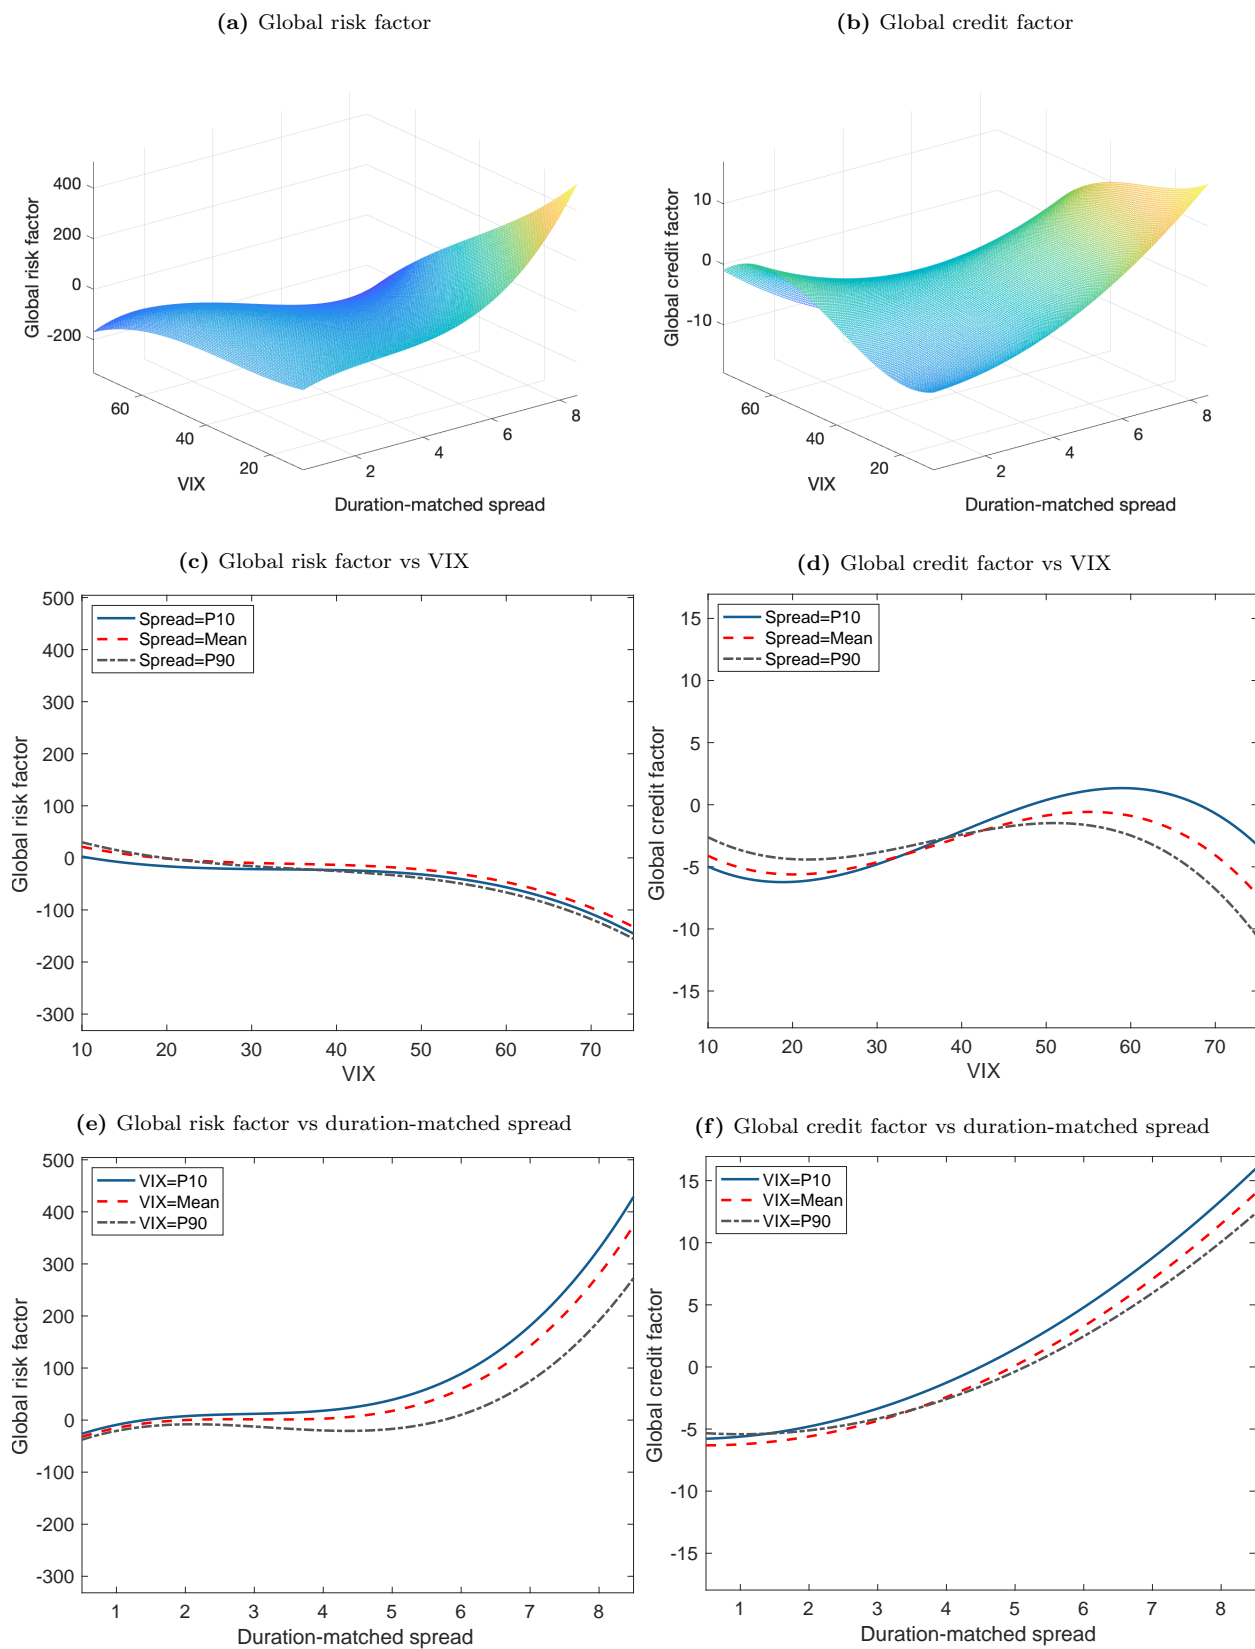 (a) Global risk factor
(b) Global credit factor
400
200
0
-200
Global risk factor
60
40
20
VIX
2
4
6
8
Duration-matched spread
10
0
-10
Global credit factor
60
40
20
VIX
2
4
6
8
Duration-matched spread
(c) Global risk factor vs VIX
500
400
300
200
100
0
-100
-200
-300
Global risk factor
Spread=P10
Spread=Mean
Spread=P90
10 20 30 40 50 60 70
VIX
(d) Global credit factor vs VIX
15
10
5
0
-5
-10
-15
Global credit factor
Spread=P10
Spread=Mean
Spread=P90
10 20 30 40 50 60 70
VIX
(e) Global risk factor vs duration-matched spread
500
400
300
200
100
0
-100
-200
-300
Global risk factor
VIX=P10
VIX=Mean
VIX=P90
1 2 3 4 5 6 7 8
Duration-matched spread
(f) Global credit factor vs duration-matched spread
15
10
5
0
-5
-10
-15
Global credit factor
VIX=P10
VIX=Mean
VIX=P90
1 2 3 4 5 6 7 8
Duration-matched spread